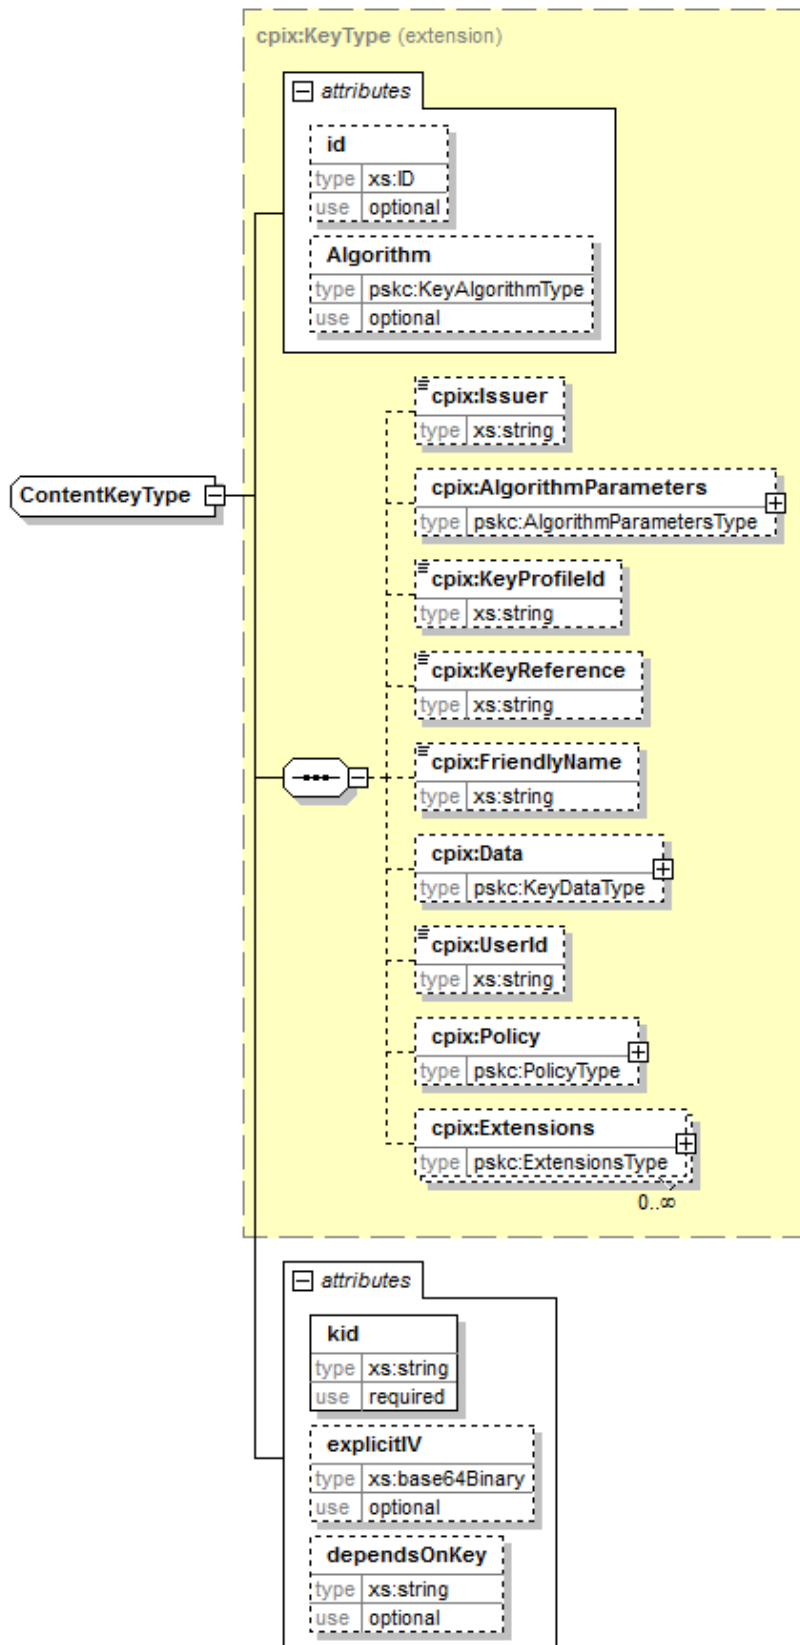 cpix:KeyType (extension)
attributes
id
type xs:ID
use optional
Algorithm
type pskc:KeyAlgorithmType
use optional
cpix:Issuer
type xs:string
cpix:AlgorithmParameters
type pskc:AlgorithmParametersType
cpix:KeyProfileId
type xs:string
cpix:KeyReference
type xs:string
cpix:FriendlyName
type xs:string
cpix:Data
type pskc:KeyDataType
cpix:UserId
type xs:string
cpix:Policy
type pskc:PolicyType
cpix:Extensions
type pskc:ExtensionsType
0..∞
ContentKeyType
attributes
kid
type xs:string
use required
explicitIV
type xs:base64Binary
use optional
dependsOnKey
type xs:string
use optional